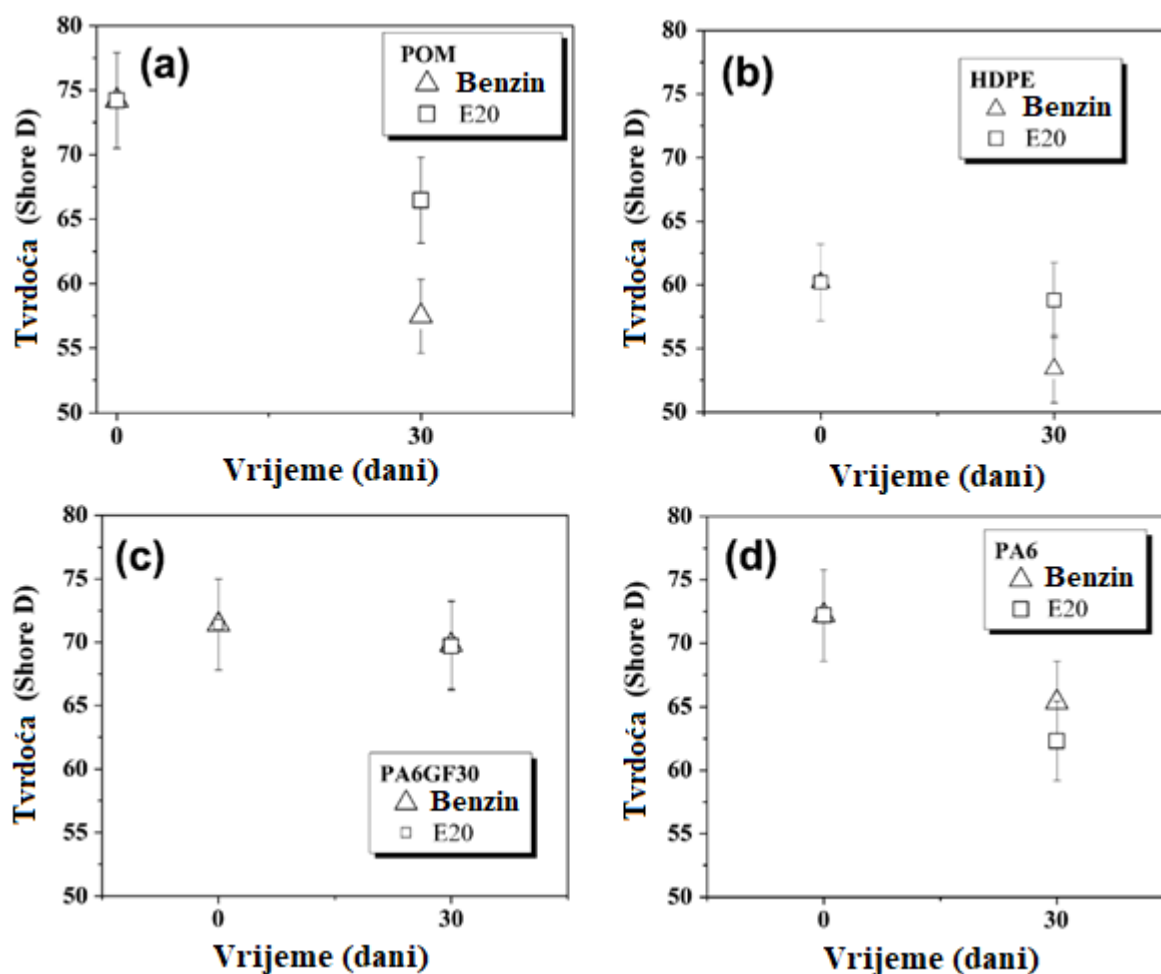 (a)
POM
Benzin
E20
80
75
70
65
60
55
50
0
30
Tvrdoća (Shore D)
Vrijeme (dani)
(b)
HDPE
Benzin
E20
80
75
70
65
60
55
50
0
30
Tvrdoća (Shore D)
Vrijeme (dani)
(c)
PA6GF30
Benzin
E20
80
75
70
65
60
55
50
0
30
Tvrdoća (Shore D)
Vrijeme (dani)
(d)
PA6
Benzin
E20
80
75
70
65
60
55
50
0
30
Tvrdoća (Shore D)
Vrijeme (dani)